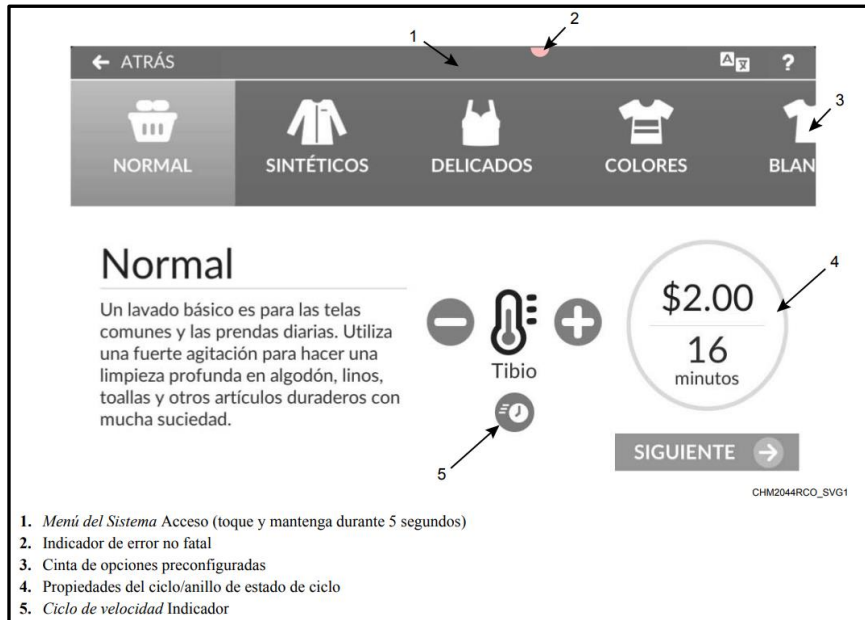 1
2
← ATRÁS
A文 ?
3
NORMAL
SINTÉTICOS
DELICADOS
COLORES
BLAN
Normal
Un lavado básico es para las telas
comunes y las prendas diarias. Utiliza
una fuerte agitación para hacer una
limpieza profunda en algodón, linos,
toallas y otros artículos duraderos con
mucha suciedad.
Tibio
$2.00
16
minutos
4
5
SIGUIENTE →
CHM2044RCO_SVG1
1. Menú del Sistema Acceso (toque y mantenga durante 5 segundos)
2. Indicador de error no fatal
3. Cinta de opciones preconfiguradas
4. Propiedades del ciclo/anillo de estado de ciclo
5. Ciclo de velocidad Indicador